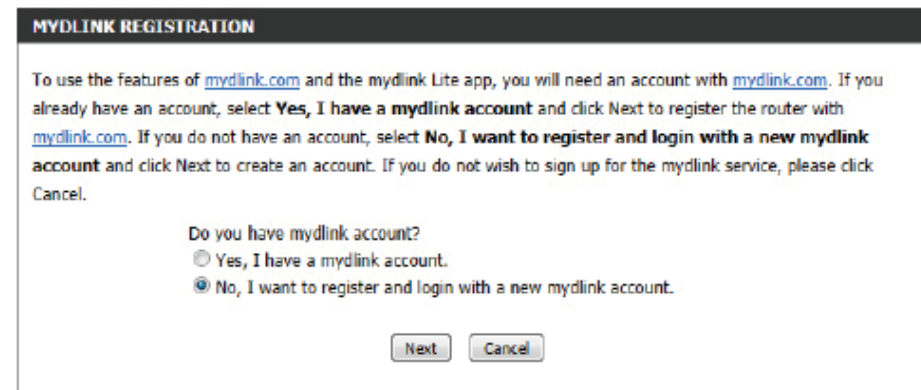 MYDLINK REGISTRATION
To use the features of mydlink.com and the mydlink Lite app, you will need an account with mydlink.com. If you
already have an account, select Yes, I have a mydlink account and click Next to register the router with
mydlink.com. If you do not have an account, select No, I want to register and login with a new mydlink
account and click Next to create an account. If you do not wish to sign up for the mydlink service, please click
Cancel.
Do you have mydlink account?
Yes, I have a mydlink account.
No, I want to register and login with a new mydlink account.
Next Cancel